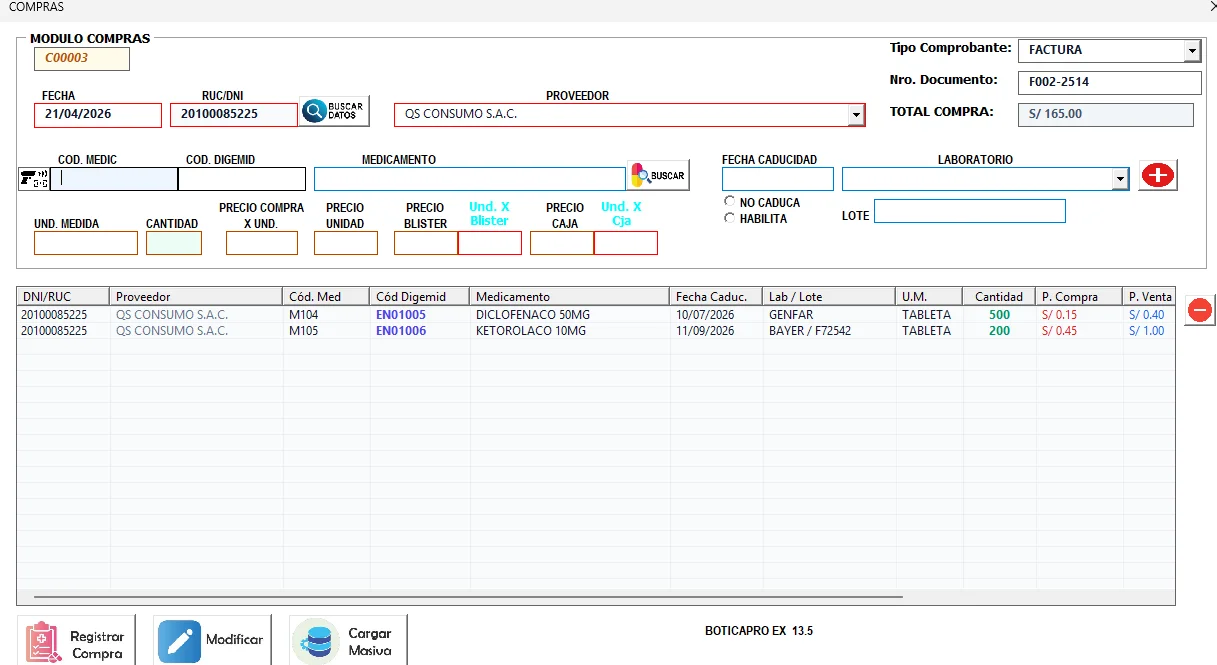 COMPRAS
MODULO COMPRAS
C00003
Tipo Comprobante: FACTURA
Nro. Documento: F002-2514
TOTAL COMPRA: S/ 165.00
FECHA RUC/DNI PROVEEDOR
21/04/2026 20100085225 BUSCAR DATOS QS CONSUMO S.A.C.
COD. MEDIC COD. DIGEMID MEDICAMENTO FECHA CADUCIDAD LABORATORIO
BUSCAR
NO CADUCA
HABILITA
LOTE
UND. MEDIDA CANTIDAD PRECIO COMPRA X UND. PRECIO UNIDAD PRECIO BLISTER Und. X Blister PRECIO CAJA Und. X Cja
DNI/RUC Proveedor Cód. Med Cód Digemid Medicamento Fecha Caduc. Lab / Lote U.M. Cantidad P. Compra P. Venta
20100085225 QS CONSUMO S.A.C. M104 EN01005 DICLOFENACO 50MG 10/07/2026 GENFAR TABLETA 500 S/ 0.15 S/ 0.40
20100085225 QS CONSUMO S.A.C. M105 EN01006 KETOROLACO 10MG 11/09/2026 BAYER / F72542 TABLETA 200 S/ 0.45 S/ 1.00
Registrar Compra
Modificar
Cargar Masiva
BOTICAPRO EX 13.5